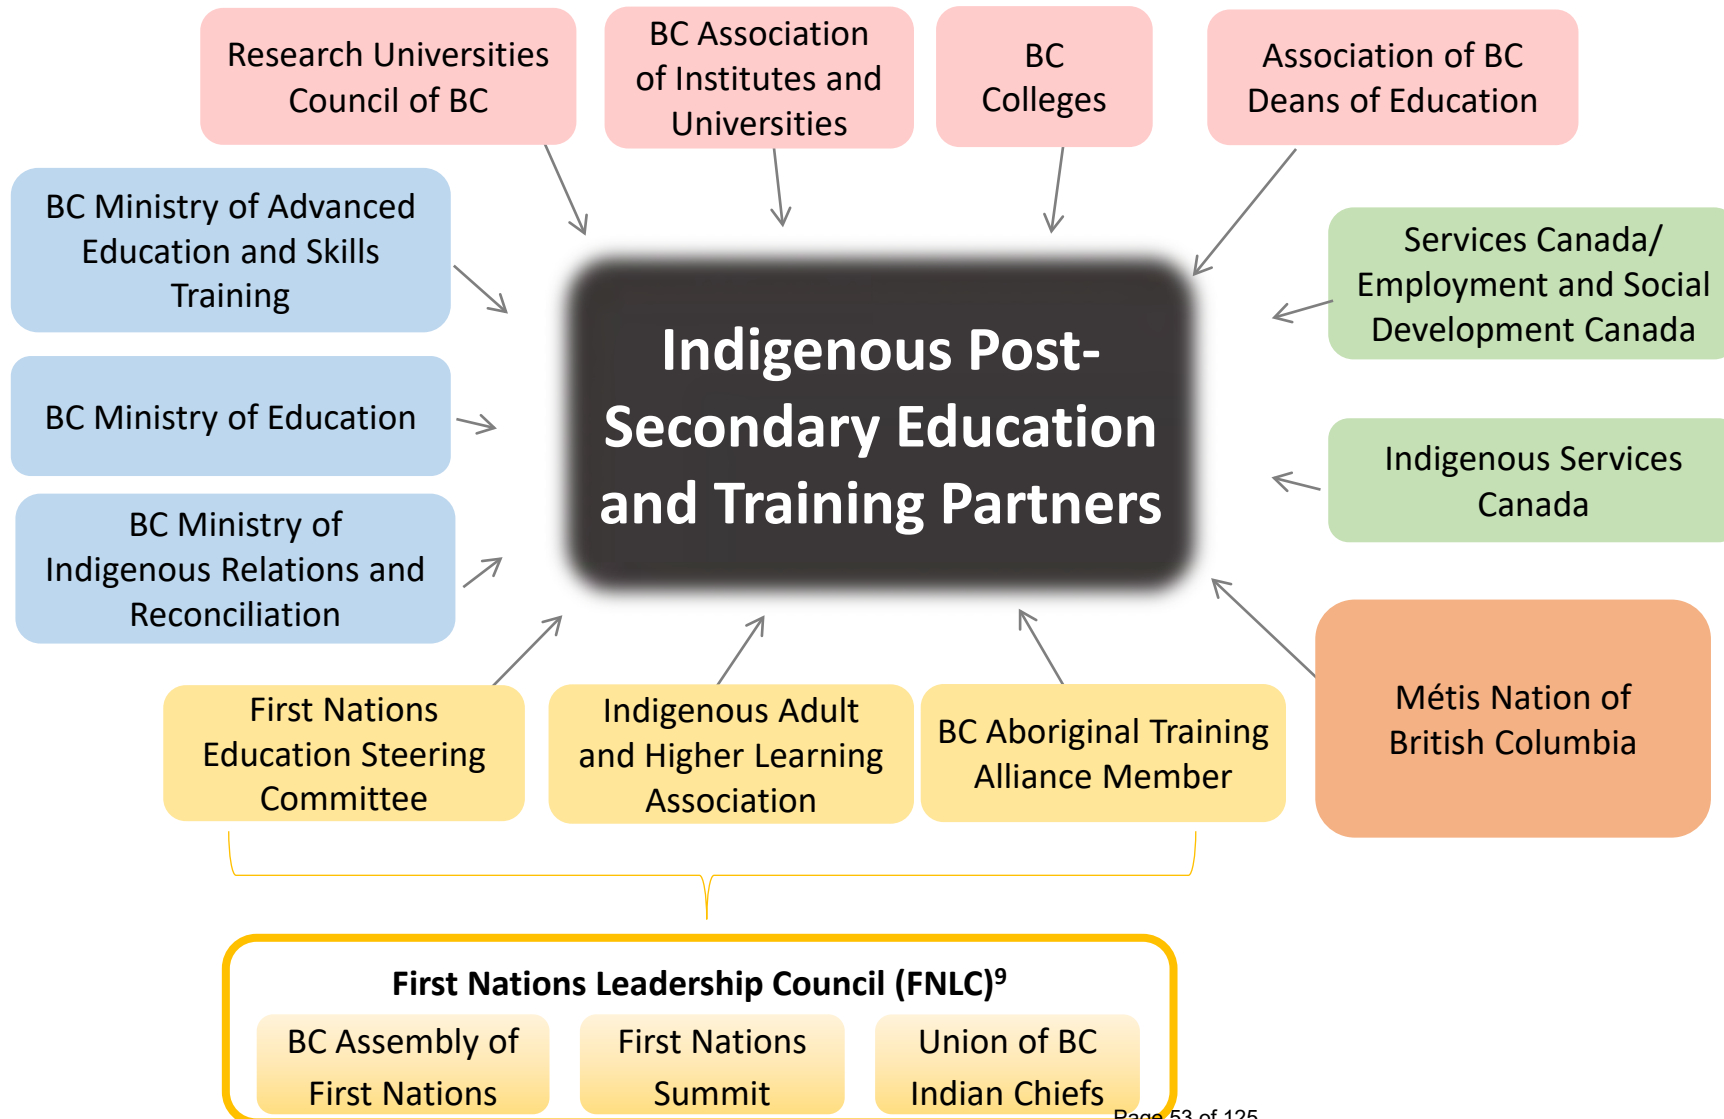 Research Universities
Council of BC
BC Association
of Institutes and
Universities
BC
Colleges
Association of BC
Deans of Education
BC Ministry of Advanced
Education and Skills
Training
Services Canada/
Employment and Social
Development Canada
Indigenous Post-
Secondary Education
and Training Partners
BC Ministry of Education
Indigenous Services
Canada
BC Ministry of
Indigenous Relations and
Reconciliation
First Nations
Education Steering
Committee
Indigenous Adult
and Higher Learning
Association
BC Aboriginal Training
Alliance Member
Métis Nation of
British Columbia
First Nations Leadership Council (FNLC)⁹
BC Assembly of
First Nations
First Nations
Summit
Union of BC
Indian Chiefs
Page 53 of 125